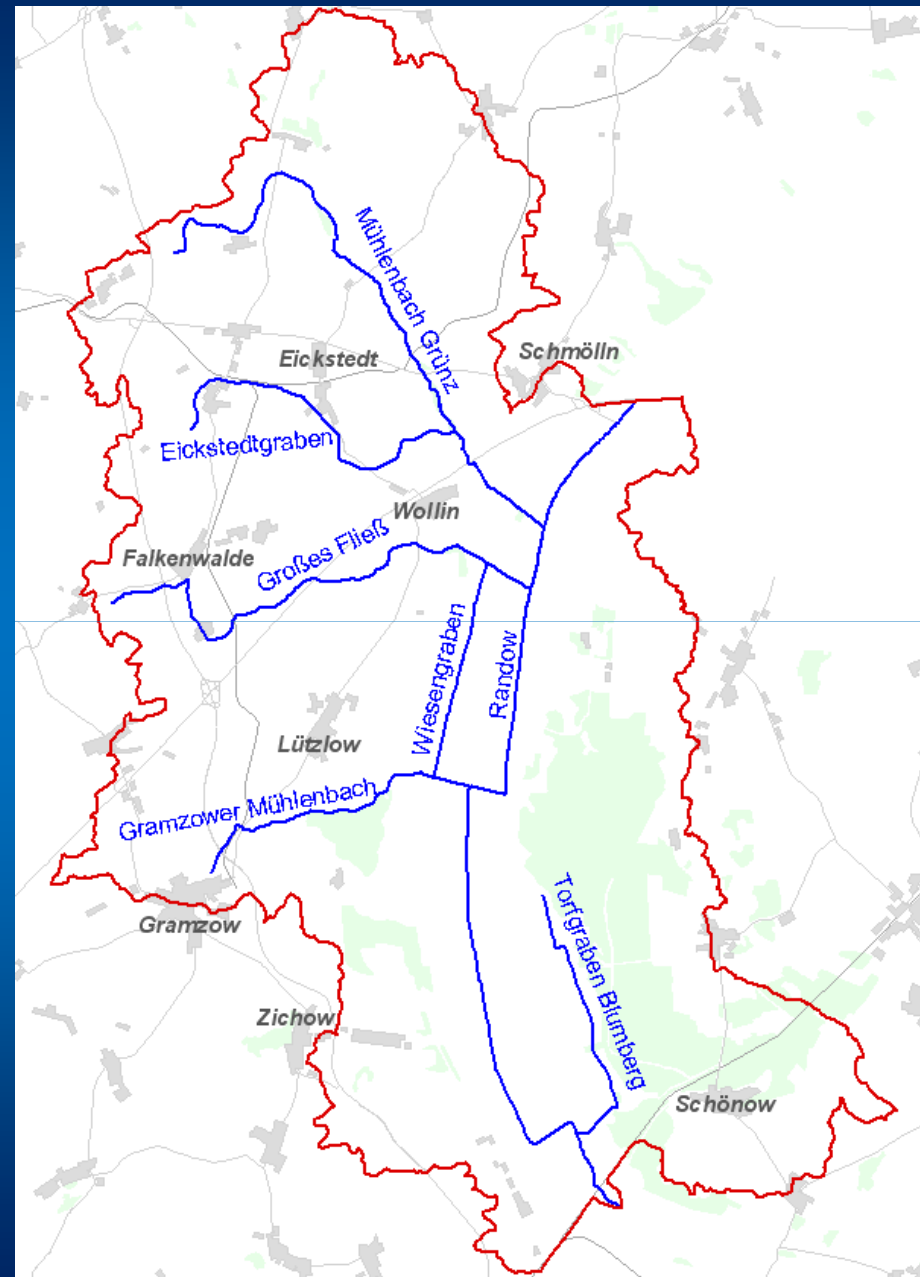 Mühlenbach Grünz
Schmölln
Eickstedt
Eickstedtgraben
Wollin
Großes Fließ
Falkenwalde
Wiesengraben
Randow
Lützlow
Gramzower Mühlenbach
Torfgraben Blumberg
Gramzow
Zichow
Schönow